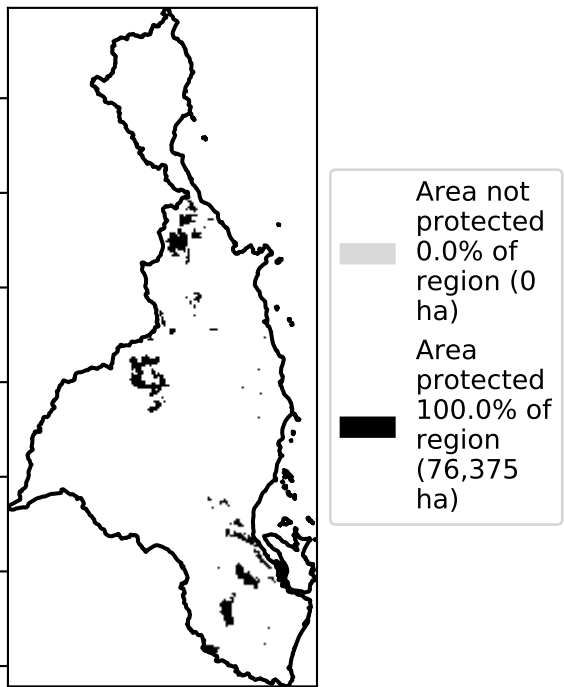 Area not
protected
0.0% of
region (0
ha)
Area
protected
100.0% of
region
(76,375
ha)